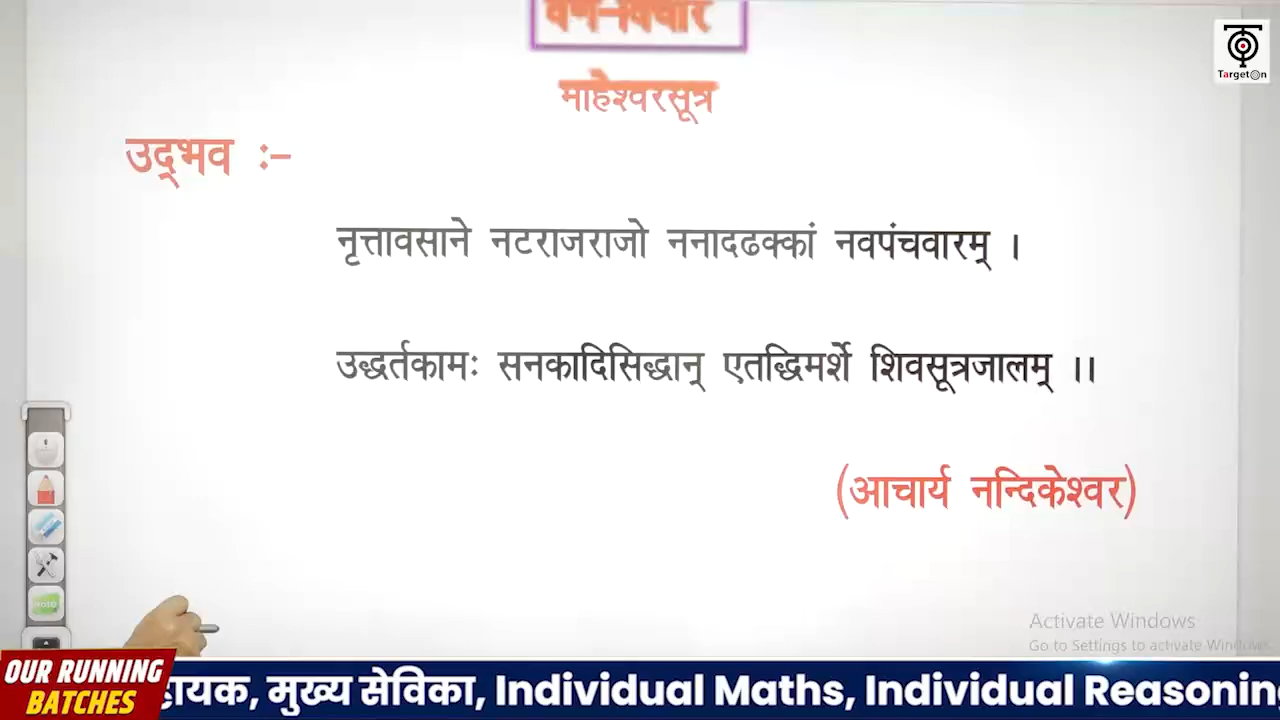 वर्ण-विचार
माहेश्वरसूत्र
उद्भव :-
नृत्तावसाने नटराजराजो ननादढक्कां नवपंचवारम् ।
उद्धर्तकामः सनकादिसिद्धान् एतद्धिमर्शे शिवसूत्रजालम् ।।
(आचार्य नन्दिकेश्वर)
TargetOn
Activate Windows
Go to Settings to activate Windows.
OUR RUNNING
BATCHES
हायक, मुख्य सेविका, Individual Maths, Individual Reasoning,